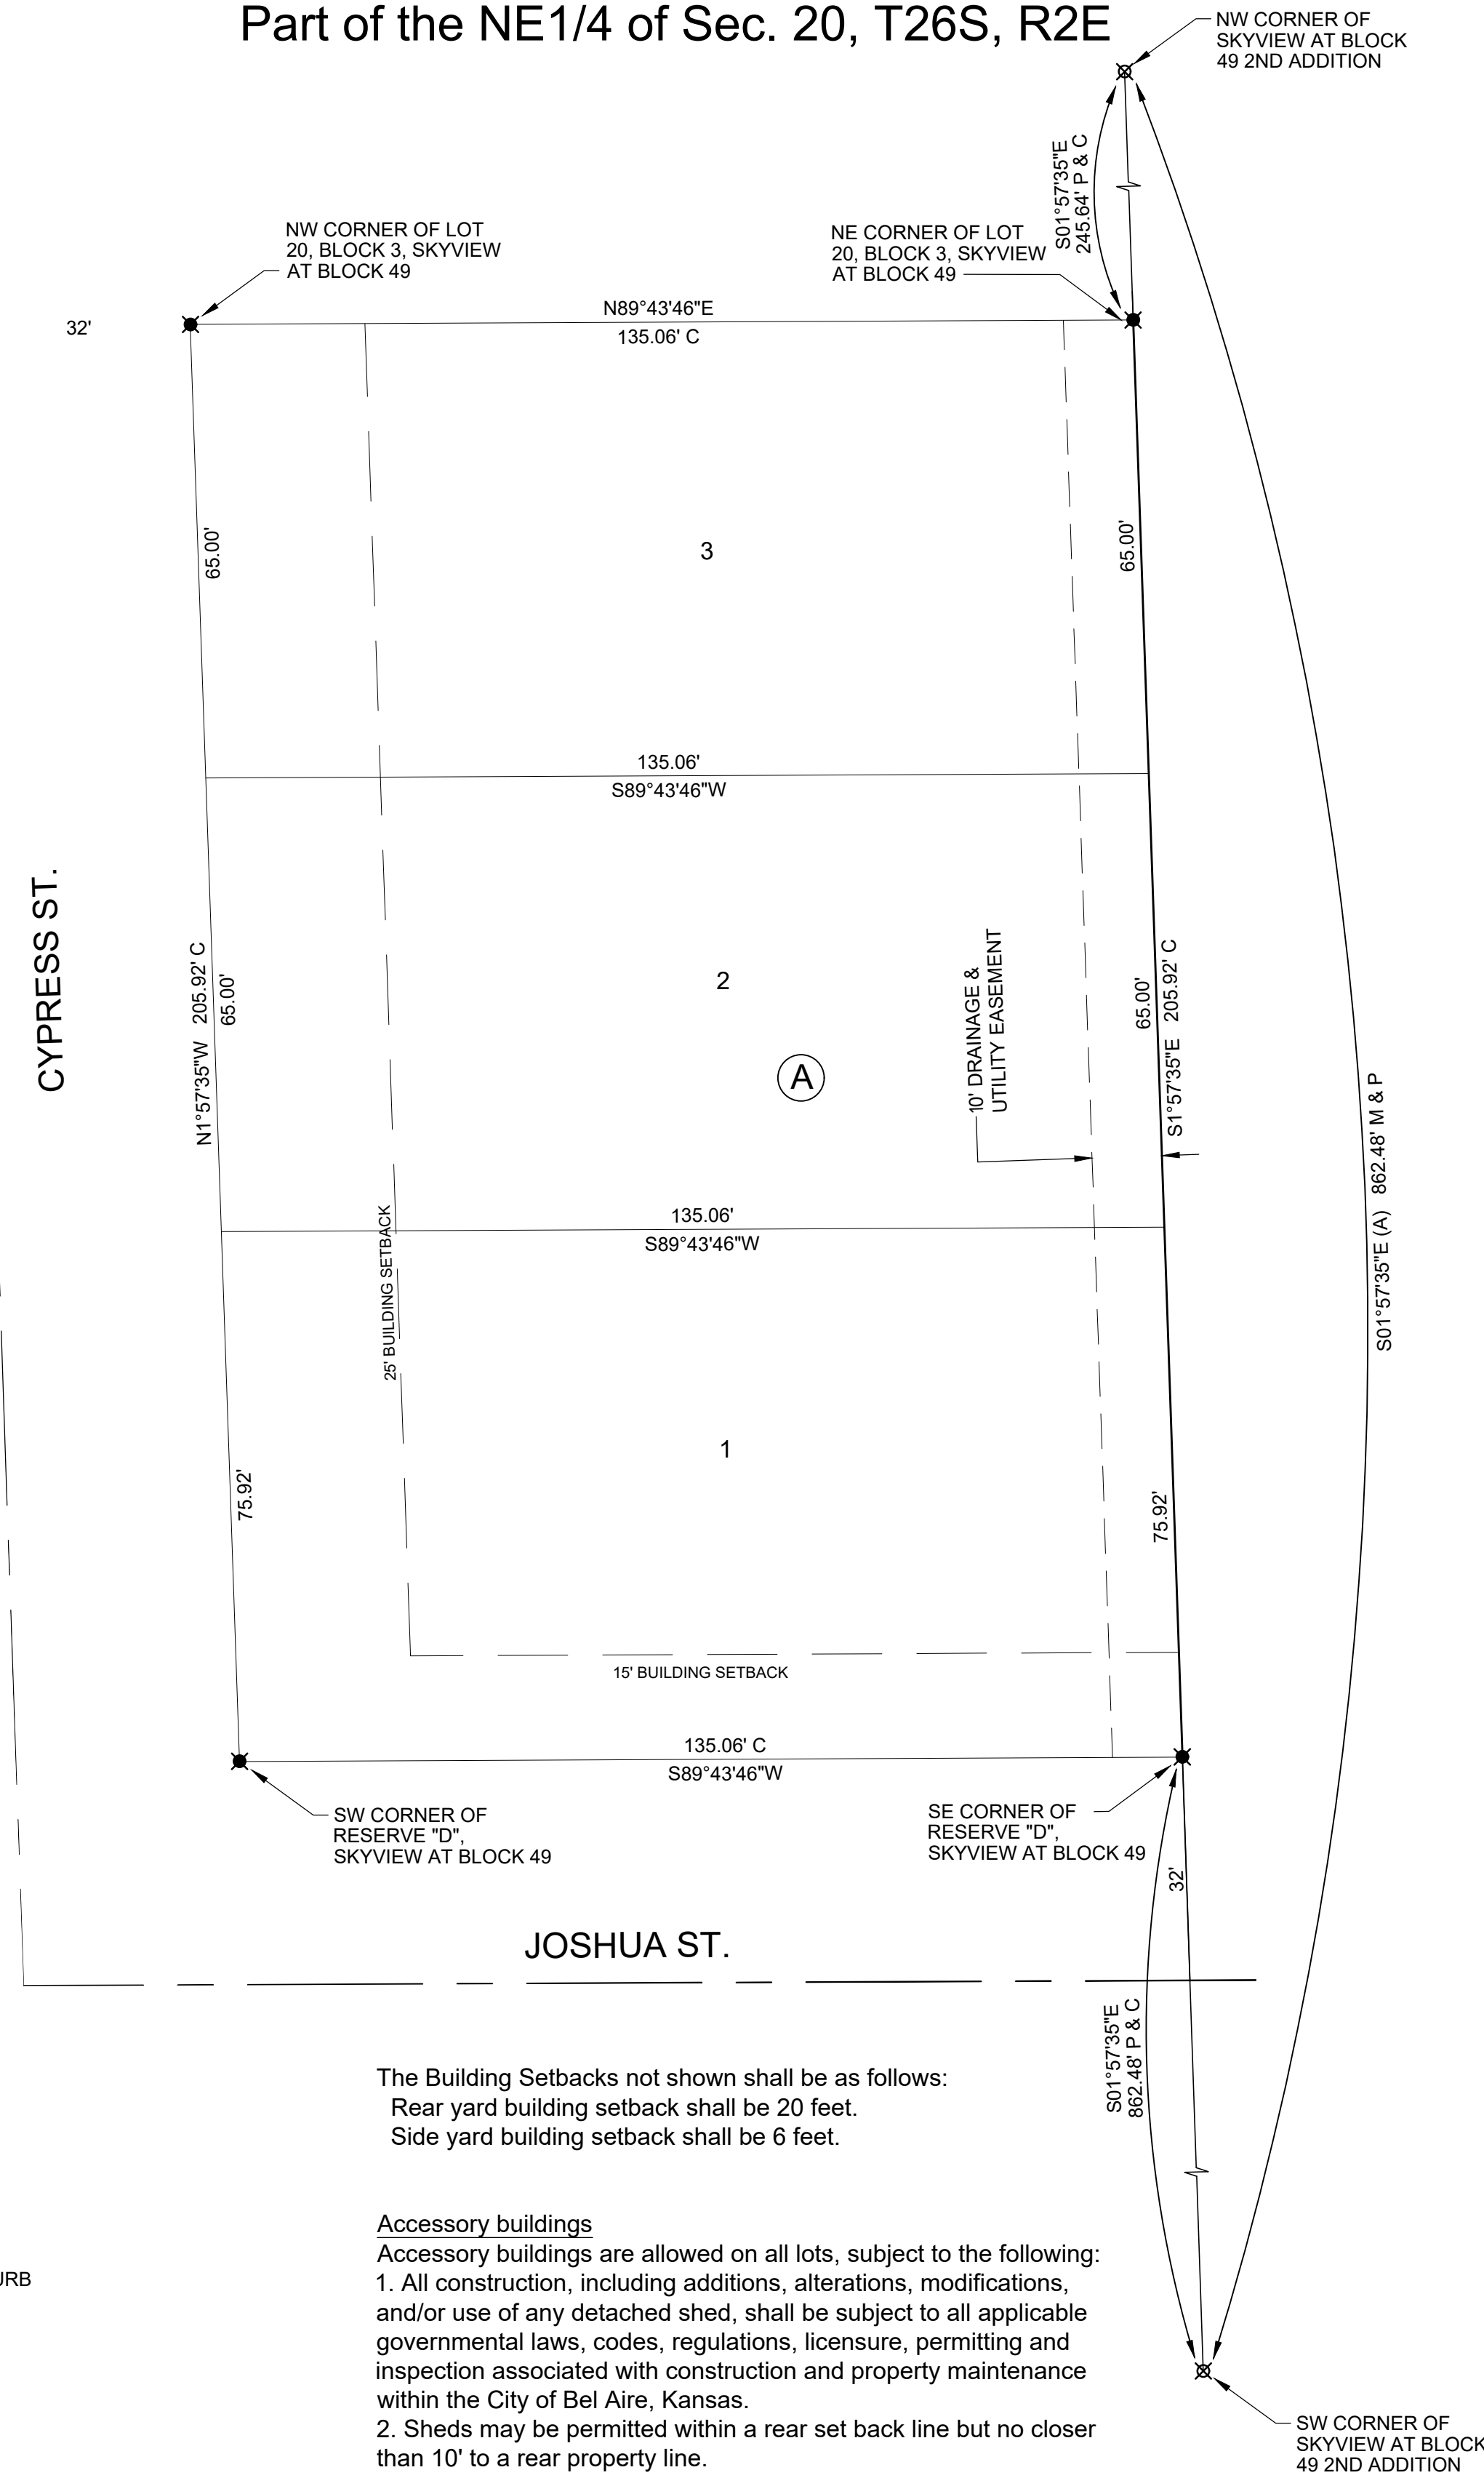 Part of the NE1/4 of Sec. 20, T26S, R2E
NW CORNER OF
SKYVIEW AT BLOCK
49 2ND ADDITION
S01°57'35"E
245.64' P & C
NW CORNER OF LOT
20, BLOCK 3, SKYVIEW
AT BLOCK 49
NE CORNER OF LOT
20, BLOCK 3, SKYVIEW
AT BLOCK 49
32'
N89°43'46"E
135.06' C
65.00'
3
65.00'
135.06'
S89°43'46"W
CYPRESS ST.
N1°57'35"W 205.92' C
65.00'
2
A
10' DRAINAGE &
UTILITY EASEMENT
65.00'
S1°57'35"E 205.92' C
S01°57'35"E (A) 862.48' M & P
135.06'
S89°43'46"W
25' BUILDING SETBACK
1
75.92'
75.92'
15' BUILDING SETBACK
135.06' C
S89°43'46"W
SW CORNER OF
RESERVE "D",
SKYVIEW AT BLOCK 49
SE CORNER OF
RESERVE "D",
SKYVIEW AT BLOCK 49
32'
JOSHUA ST.
S01°57'35"E
862.48' P & C
The Building Setbacks not shown shall be as follows:
Rear yard building setback shall be 20 feet.
Side yard building setback shall be 6 feet.
Accessory buildings
Accessory buildings are allowed on all lots, subject to the following:
1. All construction, including additions, alterations, modifications,
and/or use of any detached shed, shall be subject to all applicable
governmental laws, codes, regulations, licensure, permitting and
inspection associated with construction and property maintenance
within the City of Bel Aire, Kansas.
2. Sheds may be permitted within a rear set back line but no closer
than 10' to a rear property line.
SW CORNER OF
SKYVIEW AT BLOCK
49 2ND ADDITION